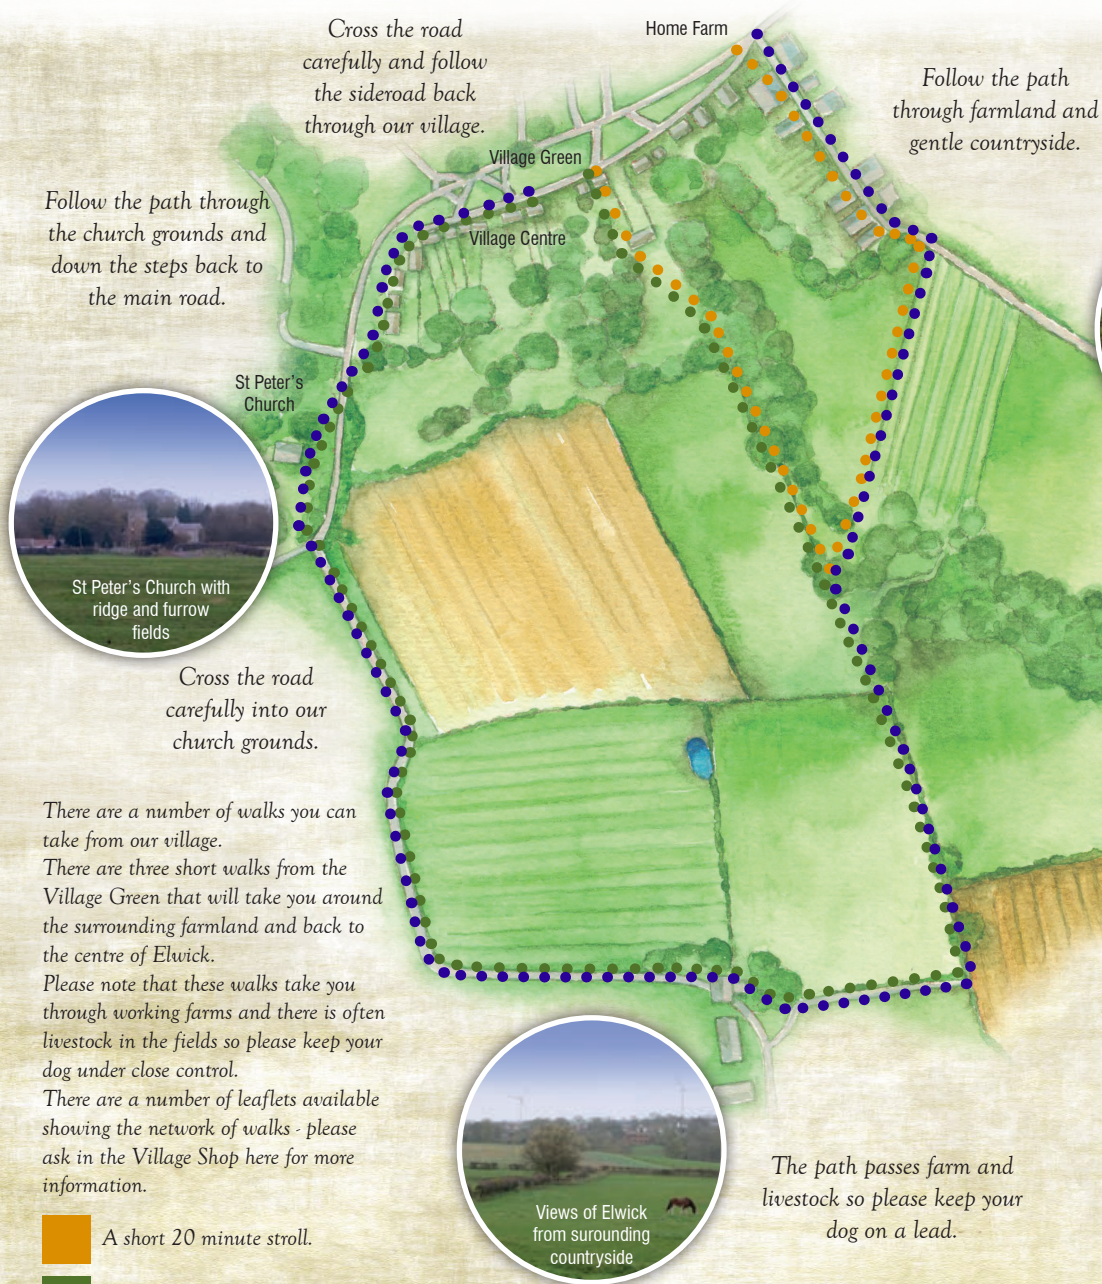 Cross the road
carefully and follow
the sideroad back
through our village.
Home Farm
Follow the path
through farmland and
gentle countryside.
Village Green
Village Centre
Follow the path through
the church grounds and
down the steps back to
the main road.
St Peter's
Church
St Peter's Church with
ridge and furrow
fields
Cross the road
carefully into our
church grounds.
There are a number of walks you can
take from our village.
There are three short walks from the
Village Green that will take you around
the surrounding farmland and back to
the centre of Elwick.
Please note that these walks take you
through working farms and there is often
livestock in the fields so please keep your
dog under close control.
There are a number of leaflets available
showing the network of walks - please
ask in the Village Shop here for more
information.
A short 20 minute stroll.
Views of Elwick
from surounding
countryside
The path passes farm and
livestock so please keep your
dog on a lead.